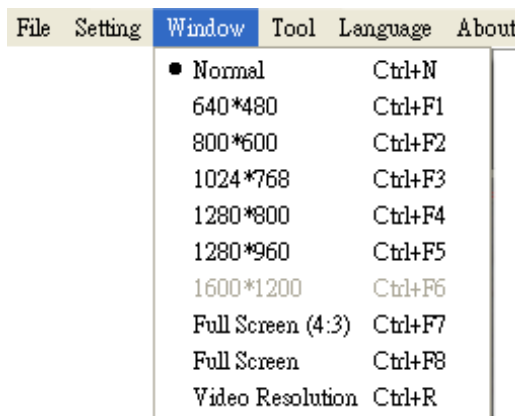 File Setting Window Tool Language About
Normal Ctrl+N
640*480 Ctrl+F1
800*600 Ctrl+F2
1024*768 Ctrl+F3
1280*800 Ctrl+F4
1280*960 Ctrl+F5
1600*1200 Ctrl+F6
Full Screen (4:3) Ctrl+F7
Full Screen Ctrl+F8
Video Resolution Ctrl+R